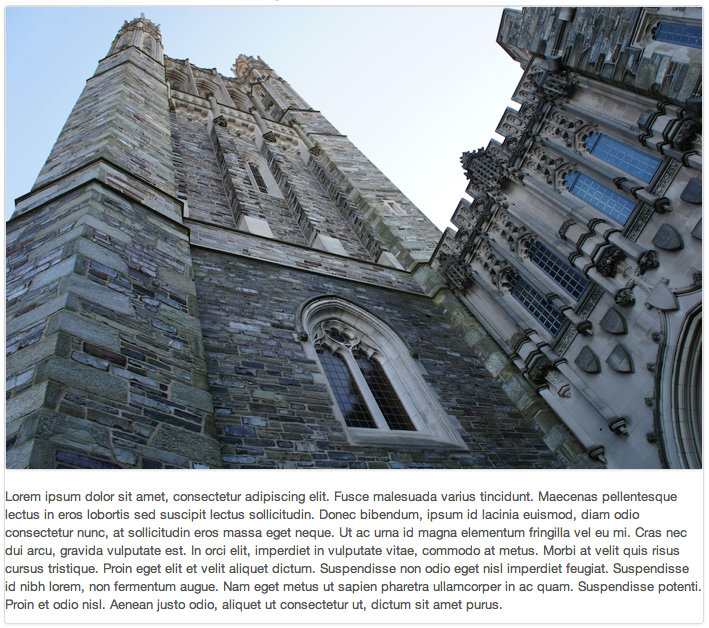 Lorem ipsum dolor sit amet, consectetur adipiscing elit. Fusce malesuada varius tincidunt. Maecenas pellentesque
lectus in eros lobortis sed suscipit lectus sollicitudin. Donec bibendum, ipsum id lacinia euismod, diam odio
consectetur nunc, at sollicitudin eros massa eget neque. Ut ac urna id magna elementum fringilla vel eu mi. Cras nec
dui arcu, gravida vulputate est. In orci elit, imperdiet in vulputate vitae, commodo at metus. Morbi at velit quis risus
cursus tristique. Proin eget elit et velit aliquet dictum. Suspendisse non odio eget nisl imperdiet feugiat. Suspendisse
id nibh lorem, non fermentum augue. Nam eget metus ut sapien pharetra ullamcorper in ac quam. Suspendisse potenti.
Proin et odio nisl. Aenean justo odio, aliquet ut consectetur ut, dictum sit amet purus.